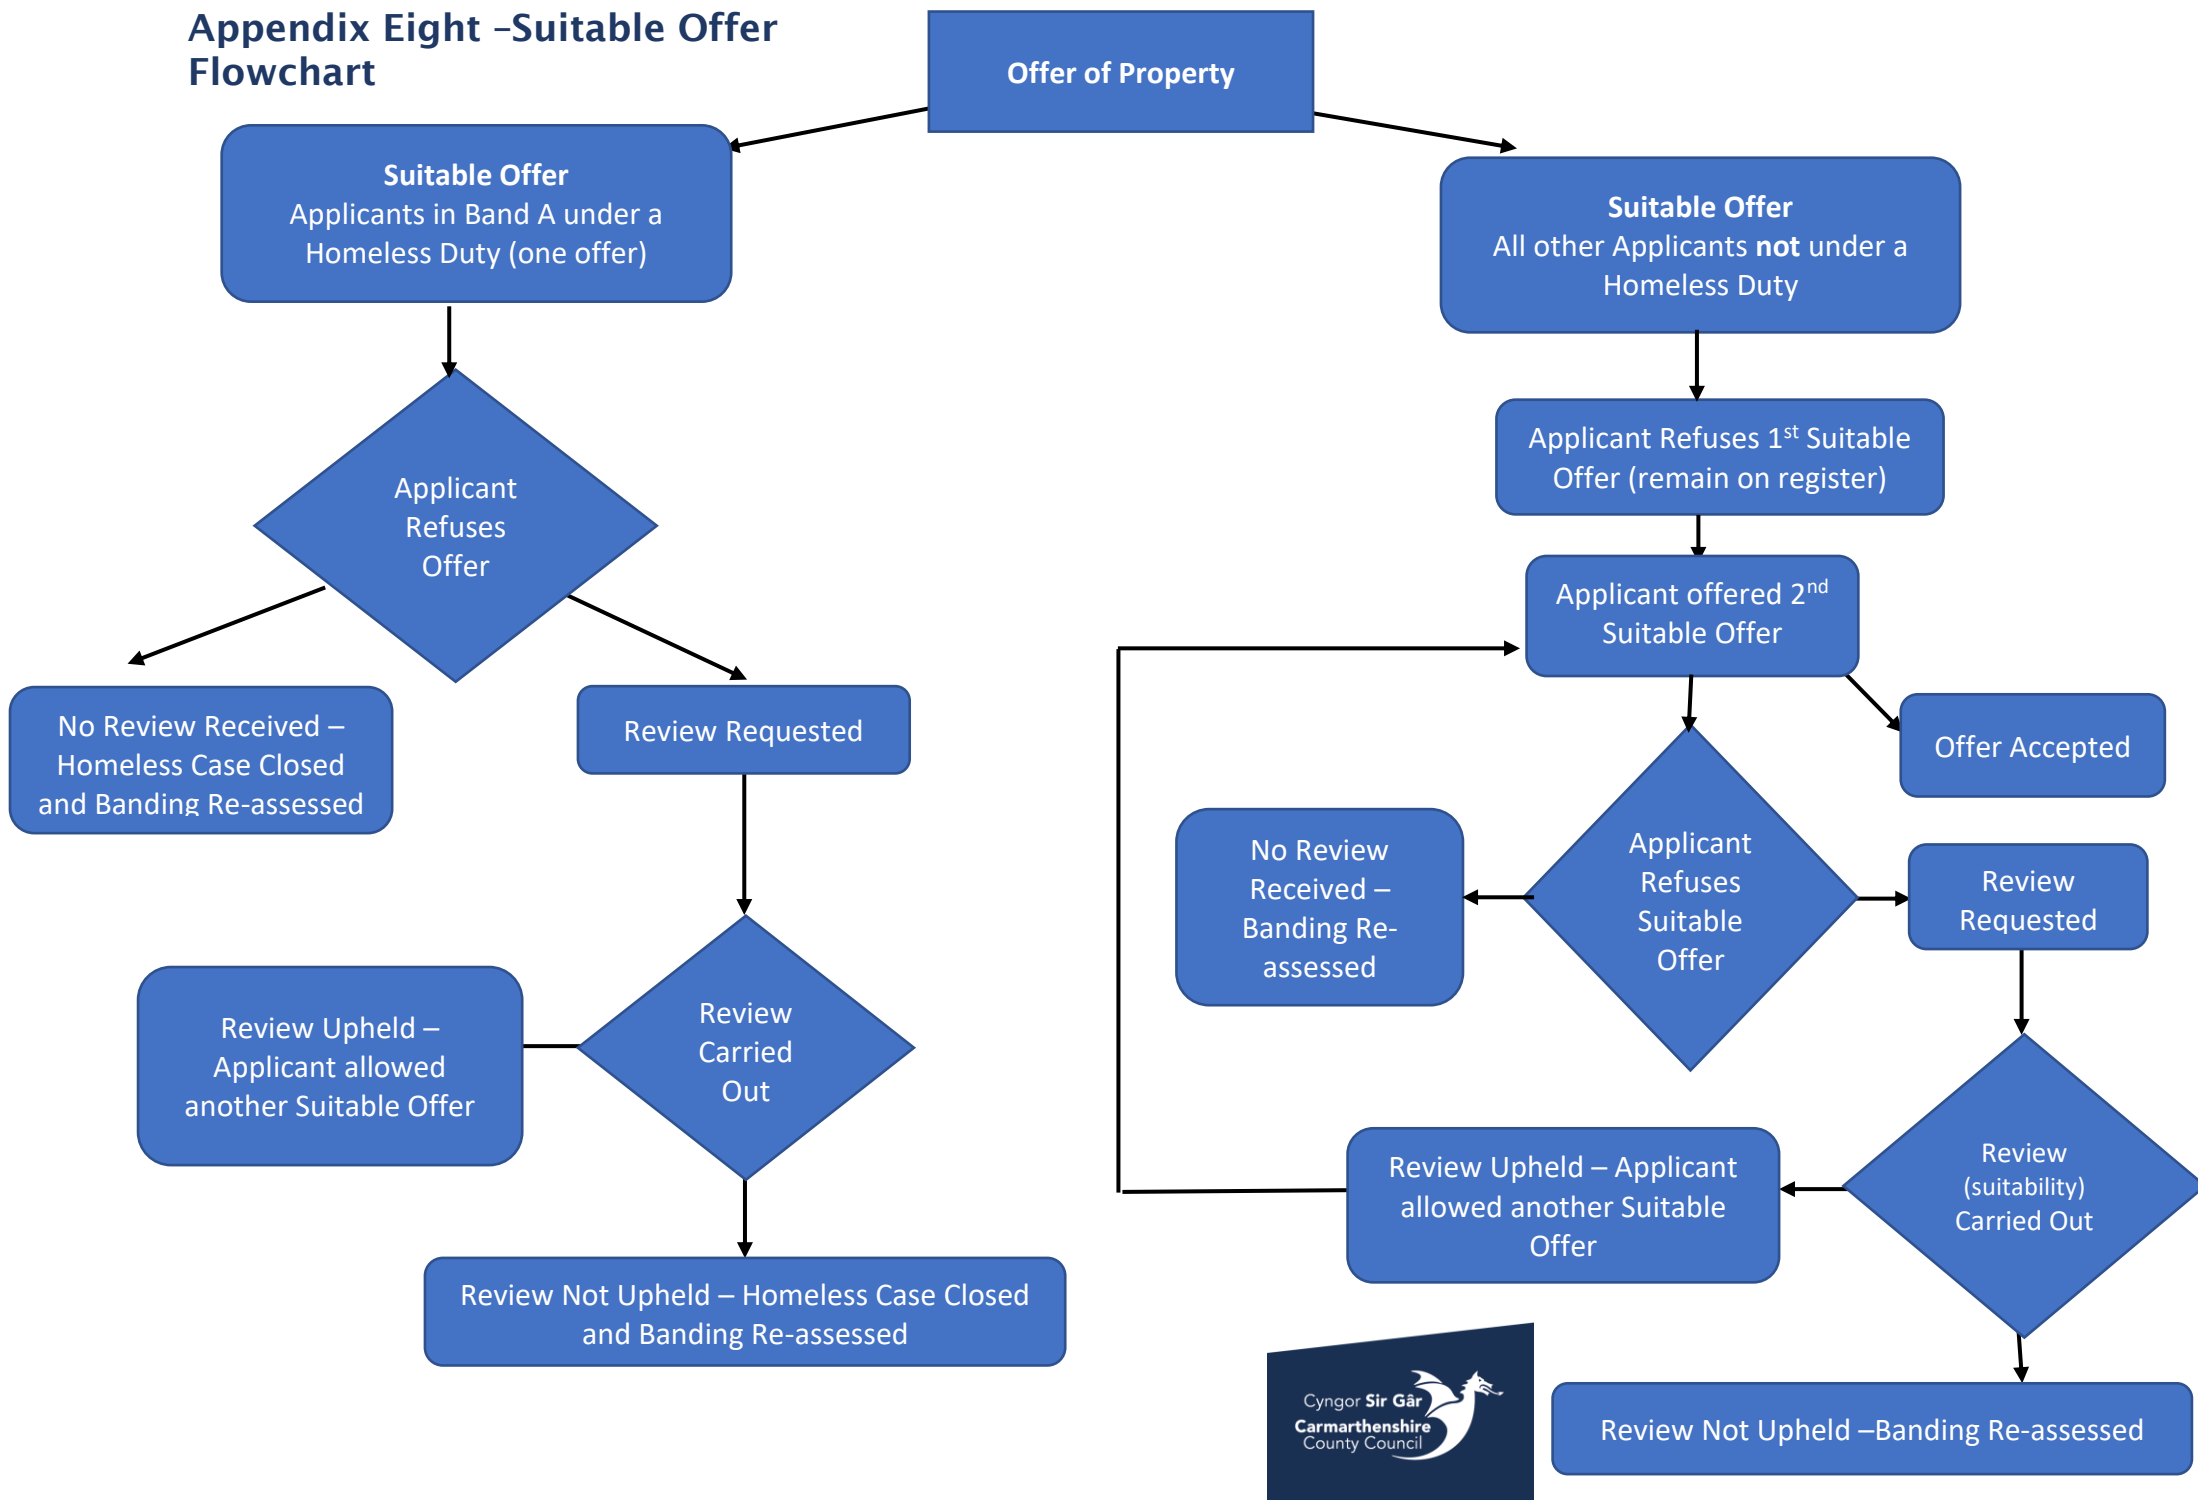 Appendix Eight –Suitable Offer
Flowchart
Offer of Property
Suitable Offer
Applicants in Band A under a
Homeless Duty (one offer)
Suitable Offer
All other Applicants not under a
Homeless Duty
Applicant
Refuses
Offer
Applicant Refuses 1st Suitable
Offer (remain on register)
Applicant offered 2nd
Suitable Offer
No Review Received –
Homeless Case Closed
and Banding Re-assessed
Review Requested
Offer Accepted
No Review
Received –
Banding Re-
assessed
Applicant
Refuses
Suitable
Offer
Review
Requested
Review Upheld –
Applicant allowed
another Suitable Offer
Review
Carried
Out
Review Upheld – Applicant
allowed another Suitable
Offer
Review
(suitability)
Carried Out
Review Not Upheld – Homeless Case Closed
and Banding Re-assessed
Cyngor Sir Gâr
Carmarthenshire
County Council
Review Not Upheld –Banding Re-assessed